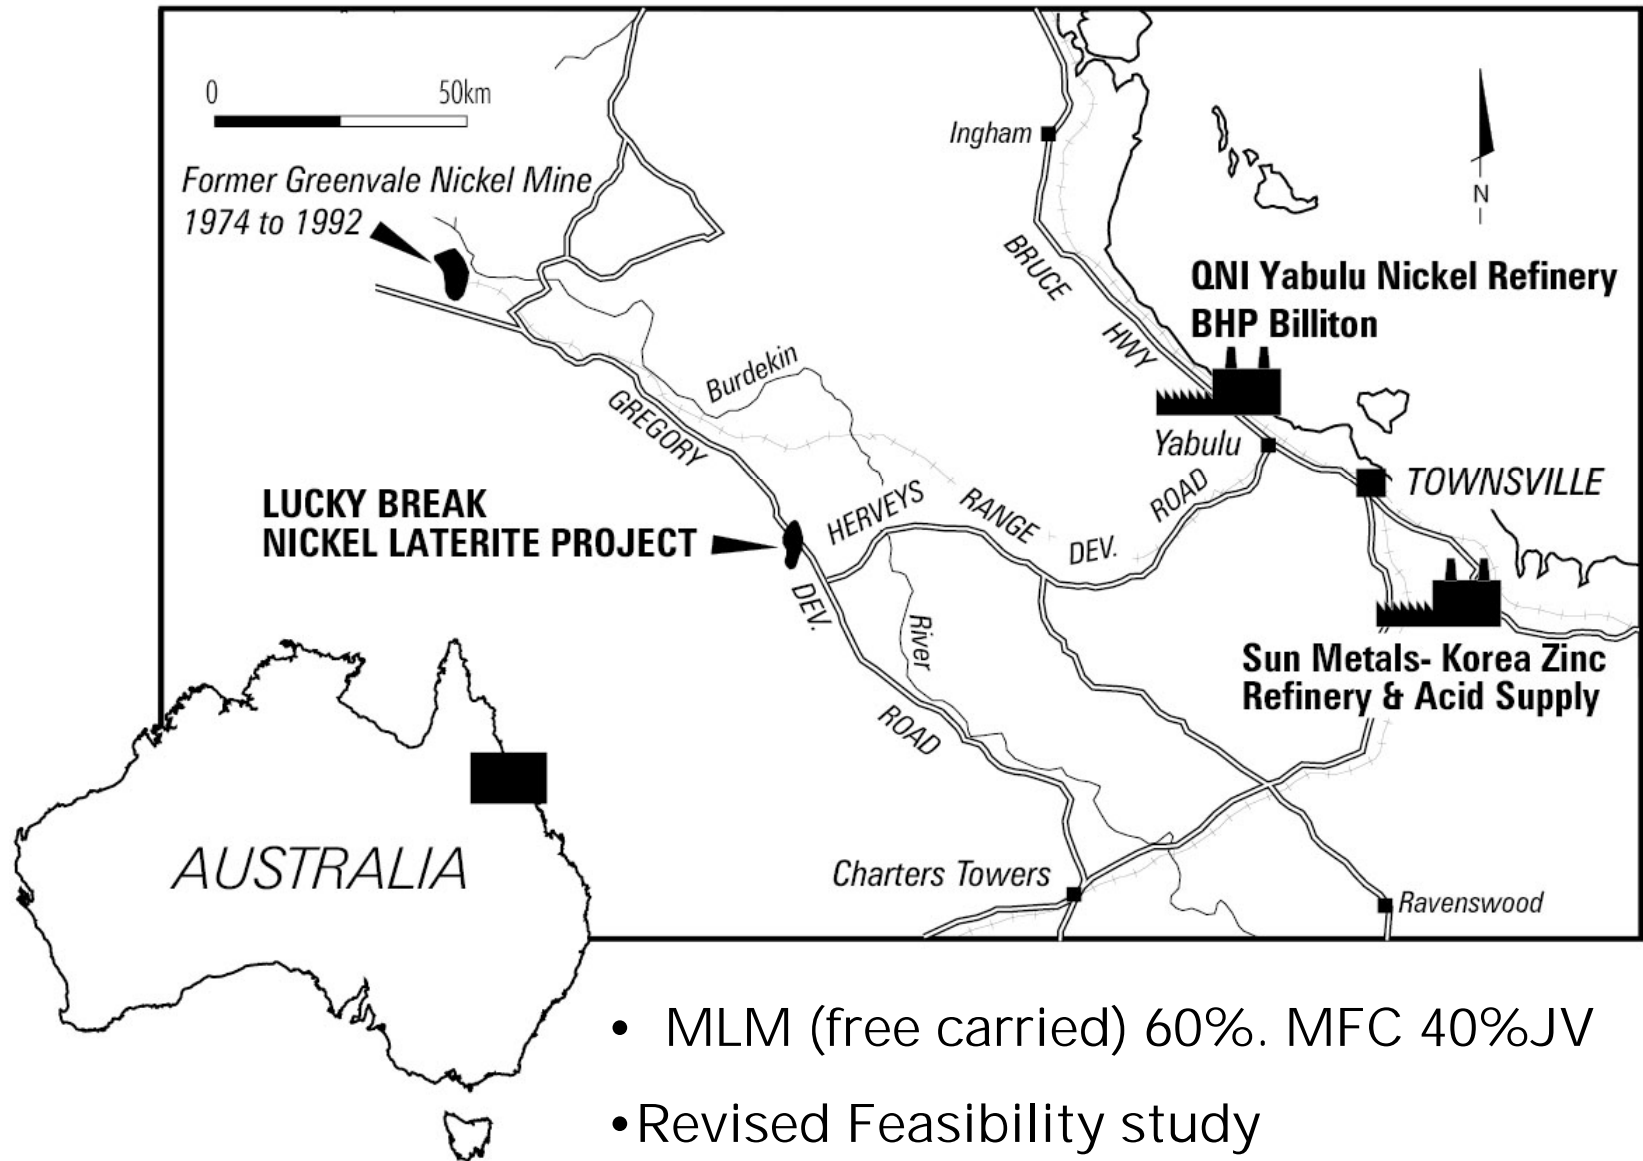 0 50km
Former Greenvale Nickel Mine
1974 to 1992
Ingham
N
BRUCE HWY
QNI Yabulu Nickel Refinery
BHP Billiton
Burdekin
GREGORY
Yabulu
TOWNSVILLE
LUCKY BREAK
NICKEL LATERITE PROJECT
HERVEYS RANGE DEV. ROAD
DEV.
River
ROAD
Sun Metals- Korea Zinc
Refinery & Acid Supply
AUSTRALIA
Charters Towers
Ravenswood
• MLM (free carried) 60%. MFC 40%JV
•Revised Feasibility study